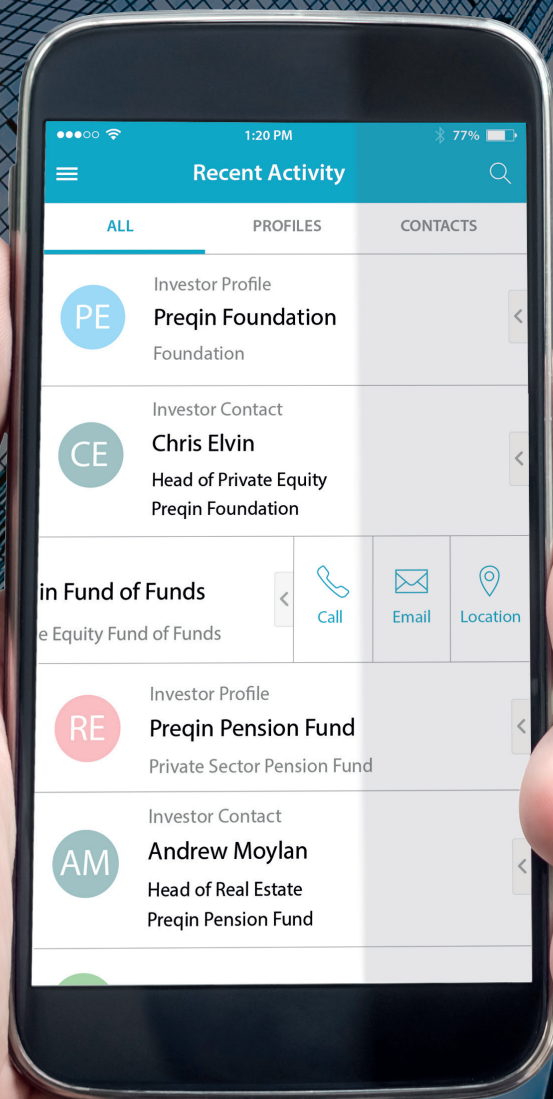 1:20 PM
77%
Recent Activity
ALL PROFILES CONTACTS
Investor Profile
PE
Preqin Foundation
Foundation
Investor Contact
CE
Chris Elvin
Head of Private Equity
Preqin Foundation
in Fund of Funds
e Equity Fund of Funds
Call Email Location
Investor Profile
RE
Preqin Pension Fund
Private Sector Pension Fund
Investor Contact
AM
Andrew Moylan
Head of Real Estate
Preqin Pension Fund